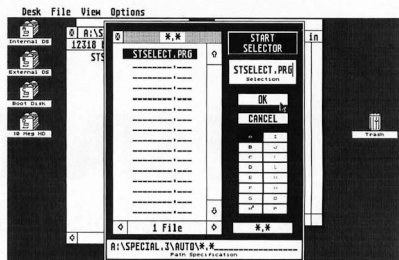 Desk File View Options
Internal DS
External DS
Boot Disk
10 Meg HD
A:\S
12318
STS
in
*.*
STSELECT.PRG
1 File
START
SELECTOR
STSELECT.PRG
Selection
OK
CANCEL
*.*
A:\SPECIAL.3\AUTO\*.*
Path Specification
Trash